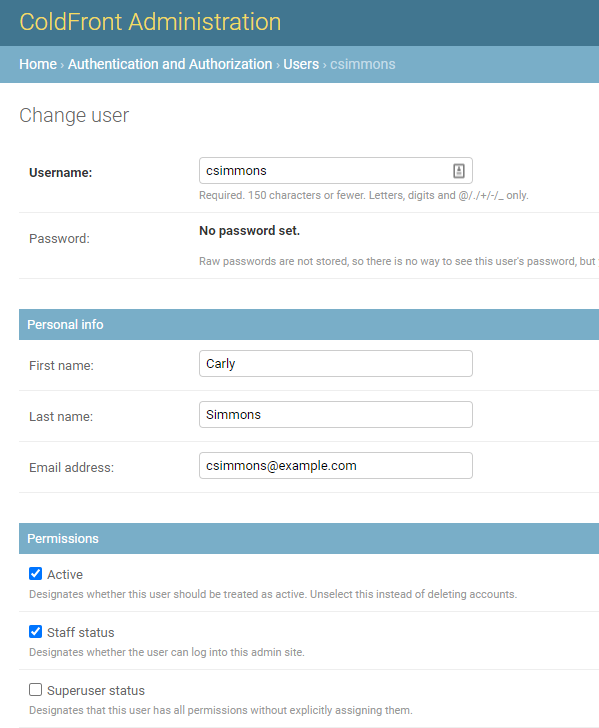 ColdFront Administration
Home › Authentication and Authorization › Users › csimmons
Change user
Username: csimmons
Required. 150 characters or fewer. Letters, digits and @/./+/-/_ only.
Password: No password set.
Raw passwords are not stored, so there is no way to see this user's password, but
Personal info
First name: Carly
Last name: Simmons
Email address: csimmons@example.com
Permissions
Active
Designates whether this user should be treated as active. Unselect this instead of deleting accounts.
Staff status
Designates whether the user can log into this admin site.
Superuser status
Designates that this user has all permissions without explicitly assigning them.